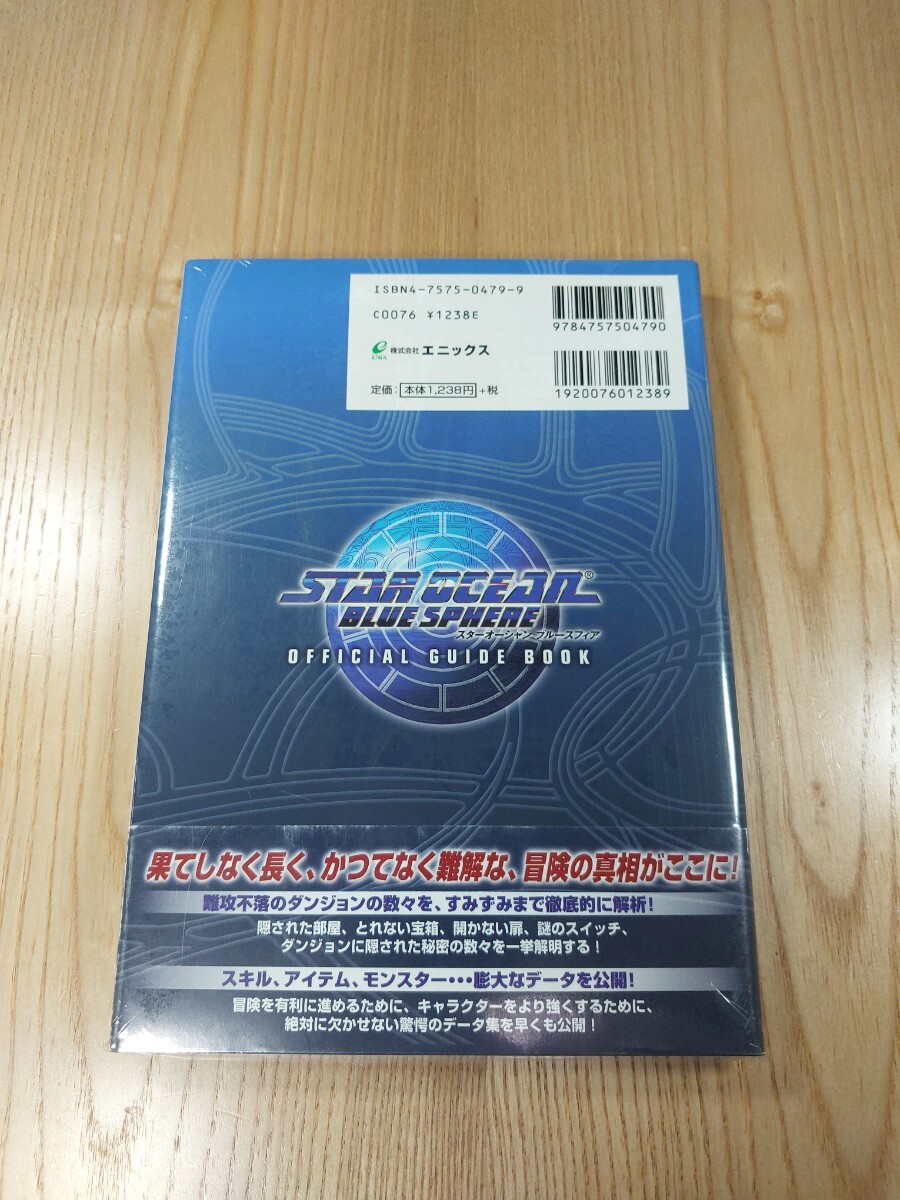 ISBN4-7575-0479-9
C0076 ¥1238E
株式会社 エニックス
定価：本体1,238円+税
9784757504790
1920076012389
STAR OCEAN®
BLUE SPHERE
スターオーシャン ブルースフィア
OFFICIAL GUIDE BOOK
果てしなく長く、かつてなく難解な、冒険の真相がここに！
難攻不落のダンジョンの数々を、すみずみまで徹底的に解析！
隠された部屋、とれない宝箱、開かない扉、謎のスイッチ、
ダンジョンに隠された秘密の数々を一挙解明する！
スキル、アイテム、モンスター･･･膨大なデータを公開！
冒険を有利に進めるために、キャラクターをより強くするために、
絶対に欠かせない驚愕のデータ集を早くも公開！